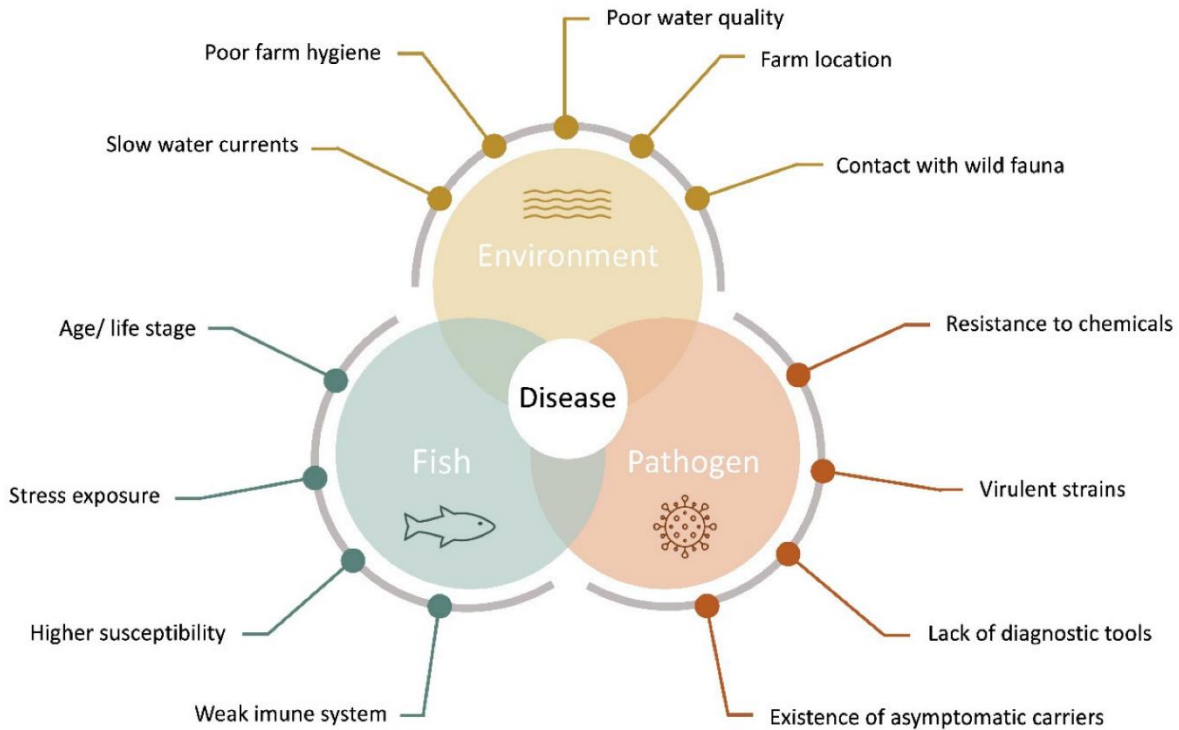 Poor water quality
Poor farm hygiene
Farm location
Slow water currents
Contact with wild fauna
Environment
Age/ life stage
Resistance to chemicals
Disease
Fish
Pathogen
Stress exposure
Virulent strains
Higher susceptibility
Lack of diagnostic tools
Weak imune system
Existence of asymptomatic carriers